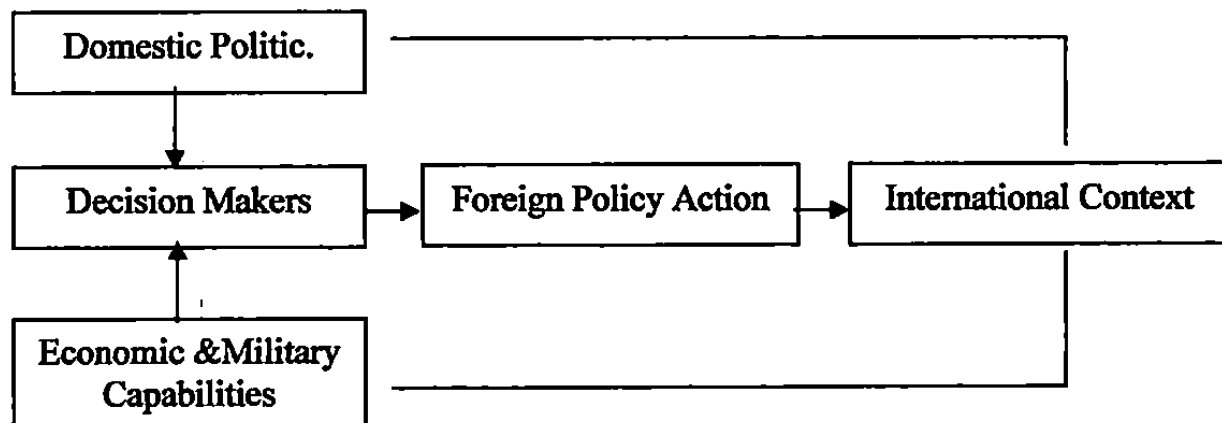 Domestic Politic.
Decision Makers
Foreign Policy Action
International Context
Economic &Military
Capabilities